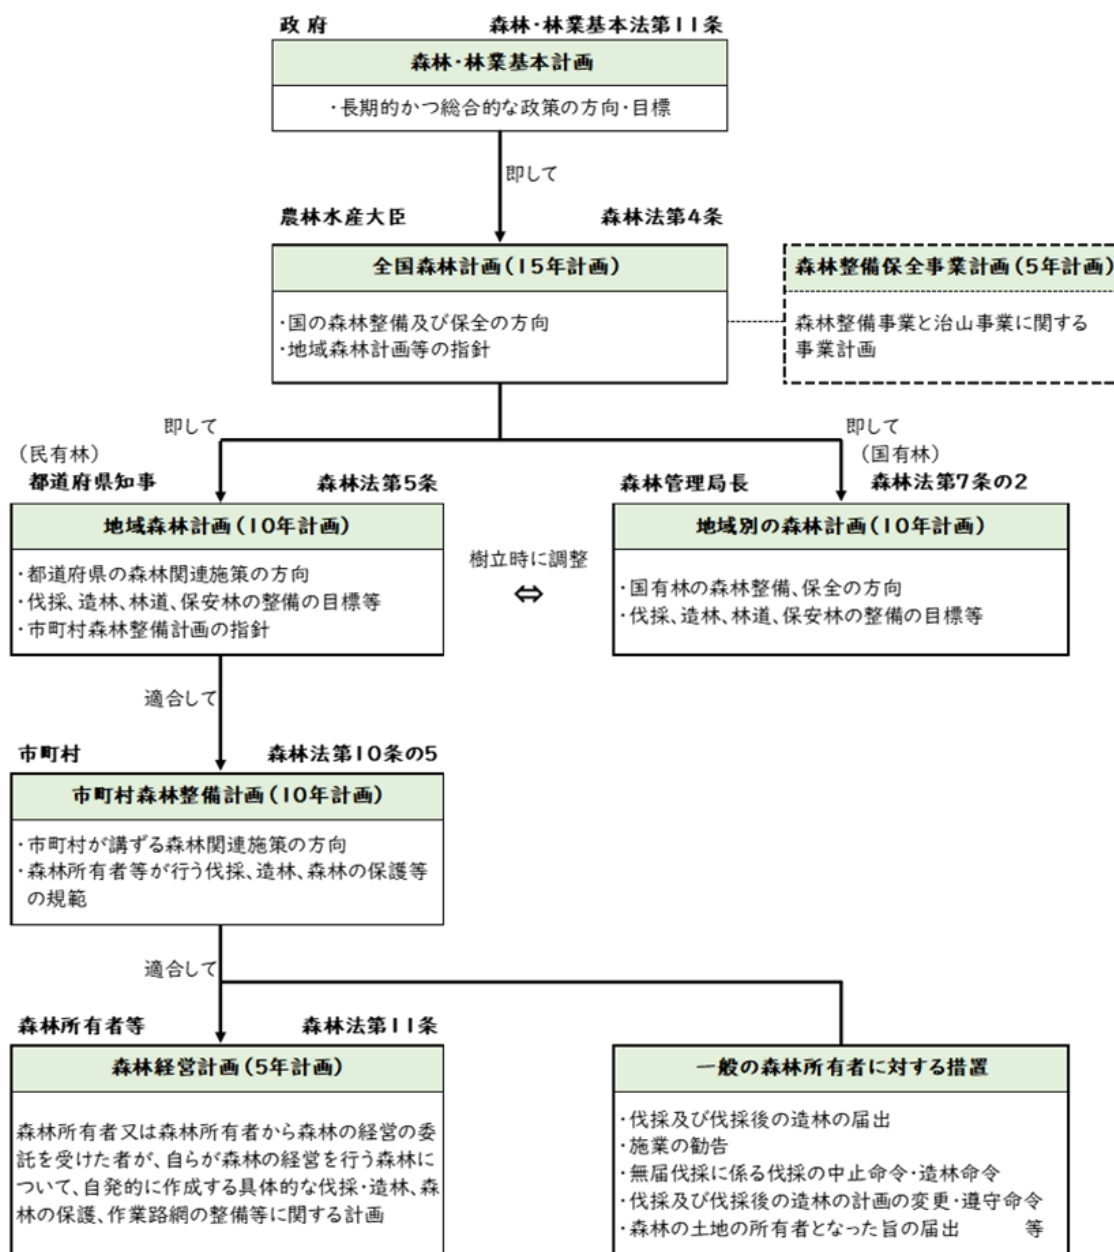 政府 森林・林業基本法第11条
森林・林業基本計画
・長期的かつ総合的な政策の方向・目標
即して
農林水産大臣 森林法第4条
全国森林計画(15年計画)
・国の森林整備及び保全の方向
・地域森林計画等の指針
森林整備保全事業計画(5年計画)
森林整備事業と治山事業に関する
事業計画
即して
(民有林)
都道府県知事 森林法第5条
地域森林計画(10年計画)
・都道府県の森林関連施策の方向
・伐採、造林、林道、保安林の整備の目標等
・市町村森林整備計画の指針
樹立時に調整
⇔
即して
(国有林)
森林管理局長 森林法第7条の2
地域別の森林計画(10年計画)
・国有林の森林整備、保全の方向
・伐採、造林、林道、保安林の整備の目標等
適合して
市町村 森林法第10条の5
市町村森林整備計画(10年計画)
・市町村が講ずる森林関連施策の方向
・森林所有者等が行う伐採、造林、森林の保護等
の規範
適合して
森林所有者等 森林法第11条
森林経営計画(5年計画)
森林所有者又は森林所有者から森林の経営の委
託を受けた者が、自らが森林の経営を行う森林に
ついて、自発的に作成する具体的な伐採・造林、森
林の保護、作業路網の整備等に関する計画
一般の森林所有者に対する措置
・伐採及び伐採後の造林の届出
・施業の勧告
・無届伐採に係る伐採の中止命令・造林命令
・伐採及び伐採後の造林の計画の変更・遵守命令
・森林の土地の所有者となった旨の届出 等